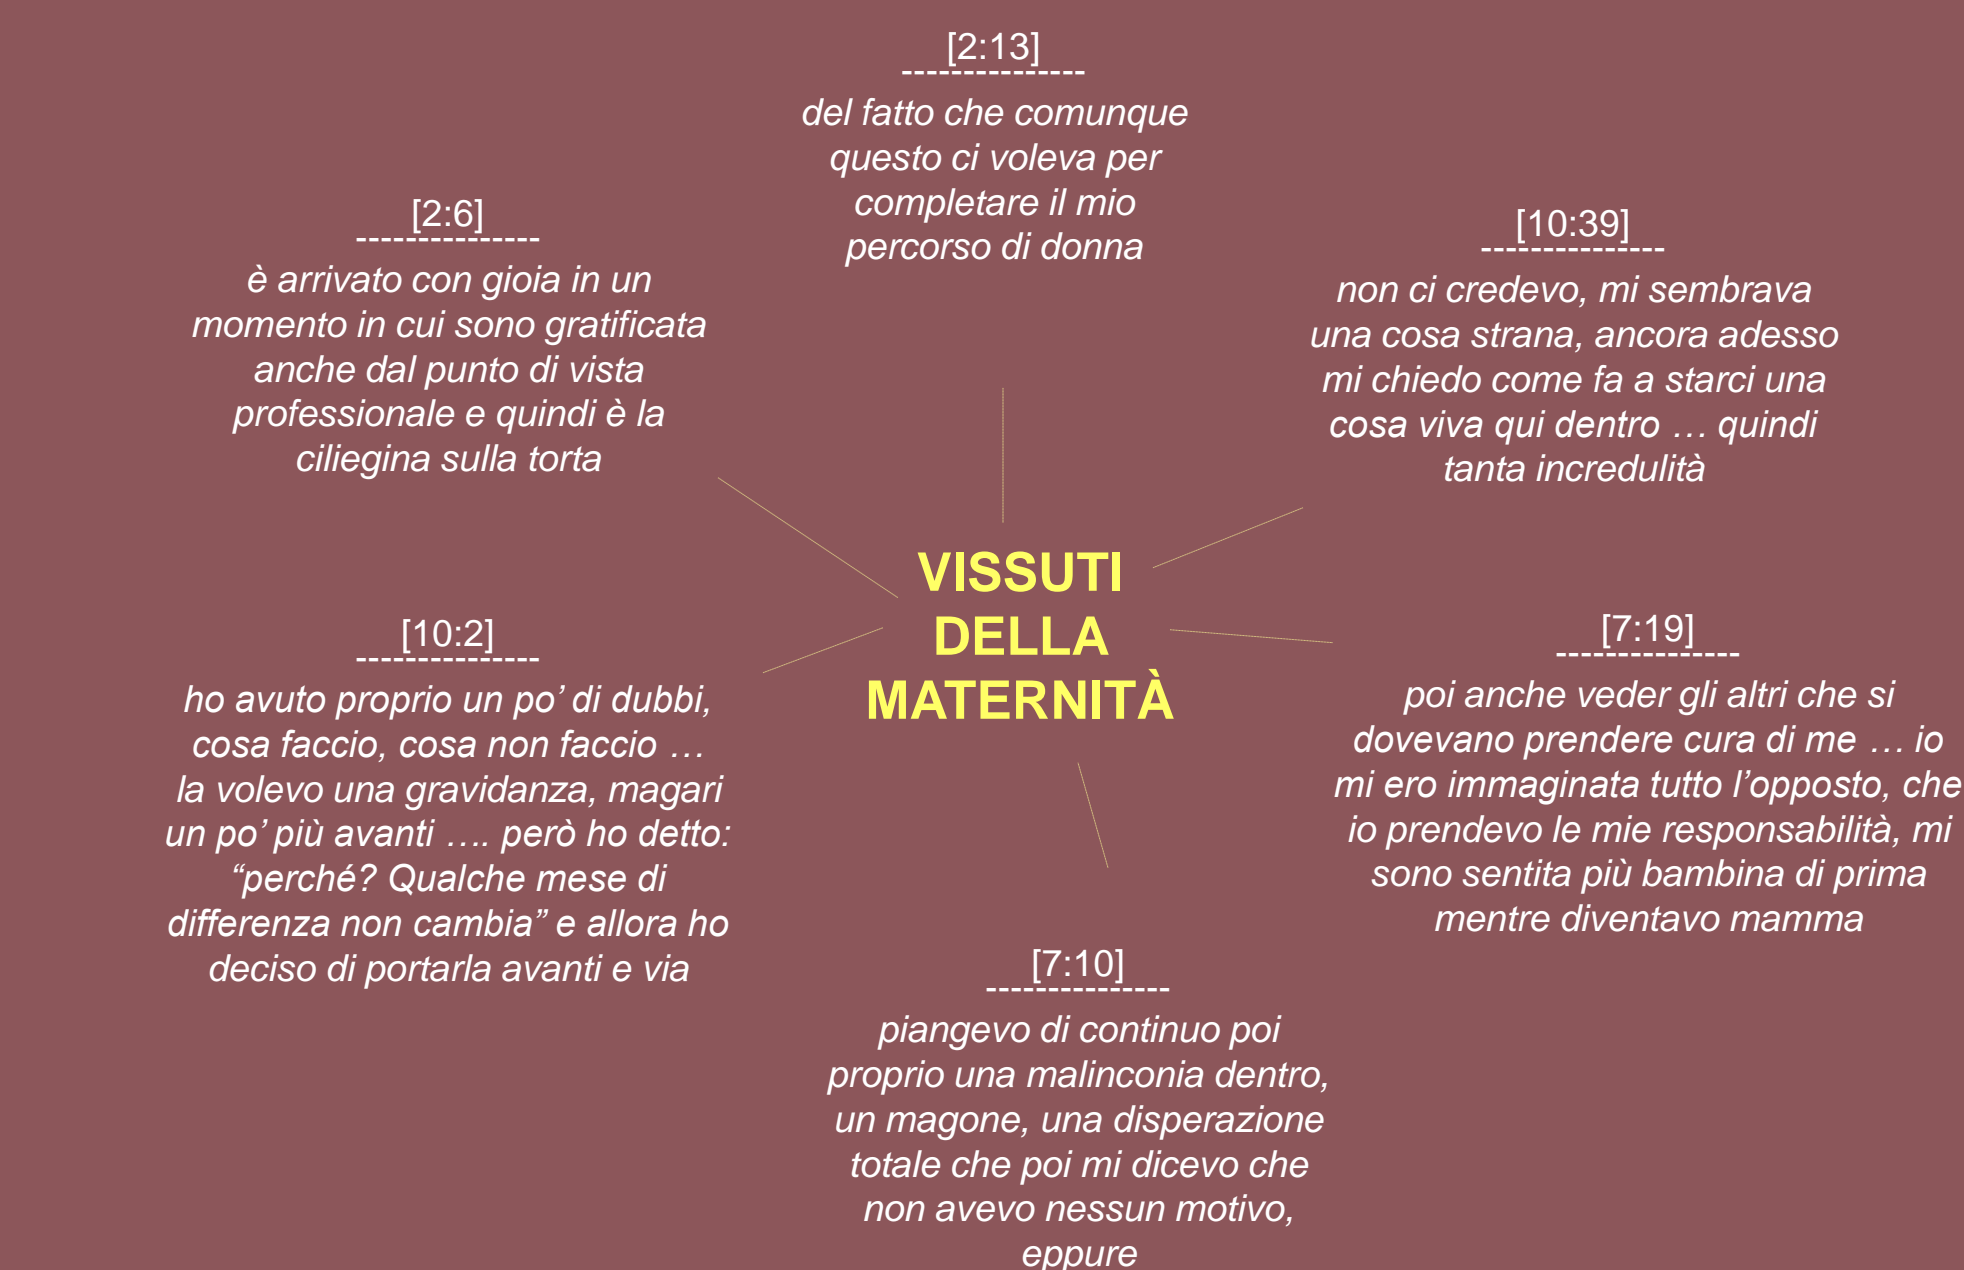 [2:13]
---------------
del fatto che comunque
questo ci voleva per
completare il mio
percorso di donna
[2:6]
---------------
è arrivato con gioia in un
momento in cui sono gratificata
anche dal punto di vista
professionale e quindi è la
ciliegina sulla torta
[10:39]
---------------
non ci credevo, mi sembrava
una cosa strana, ancora adesso
mi chiedo come fa a starci una
cosa viva qui dentro … quindi
tanta incredulità
VISSUTI
DELLA
MATERNITÀ
[10:2]
---------------
ho avuto proprio un po’ di dubbi,
cosa faccio, cosa non faccio …
la volevo una gravidanza, magari
un po’ più avanti …. però ho detto:
“perché? Qualche mese di
differenza non cambia” e allora ho
deciso di portarla avanti e via
[7:19]
---------------
poi anche veder gli altri che si
dovevano prendere cura di me … io
mi ero immaginata tutto l’opposto, che
io prendevo le mie responsabilità, mi
sono sentita più bambina di prima
mentre diventavo mamma
[7:10]
---------------
piangevo di continuo poi
proprio una malinconia dentro,
un magone, una disperazione
totale che poi mi dicevo che
non avevo nessun motivo,
eppure